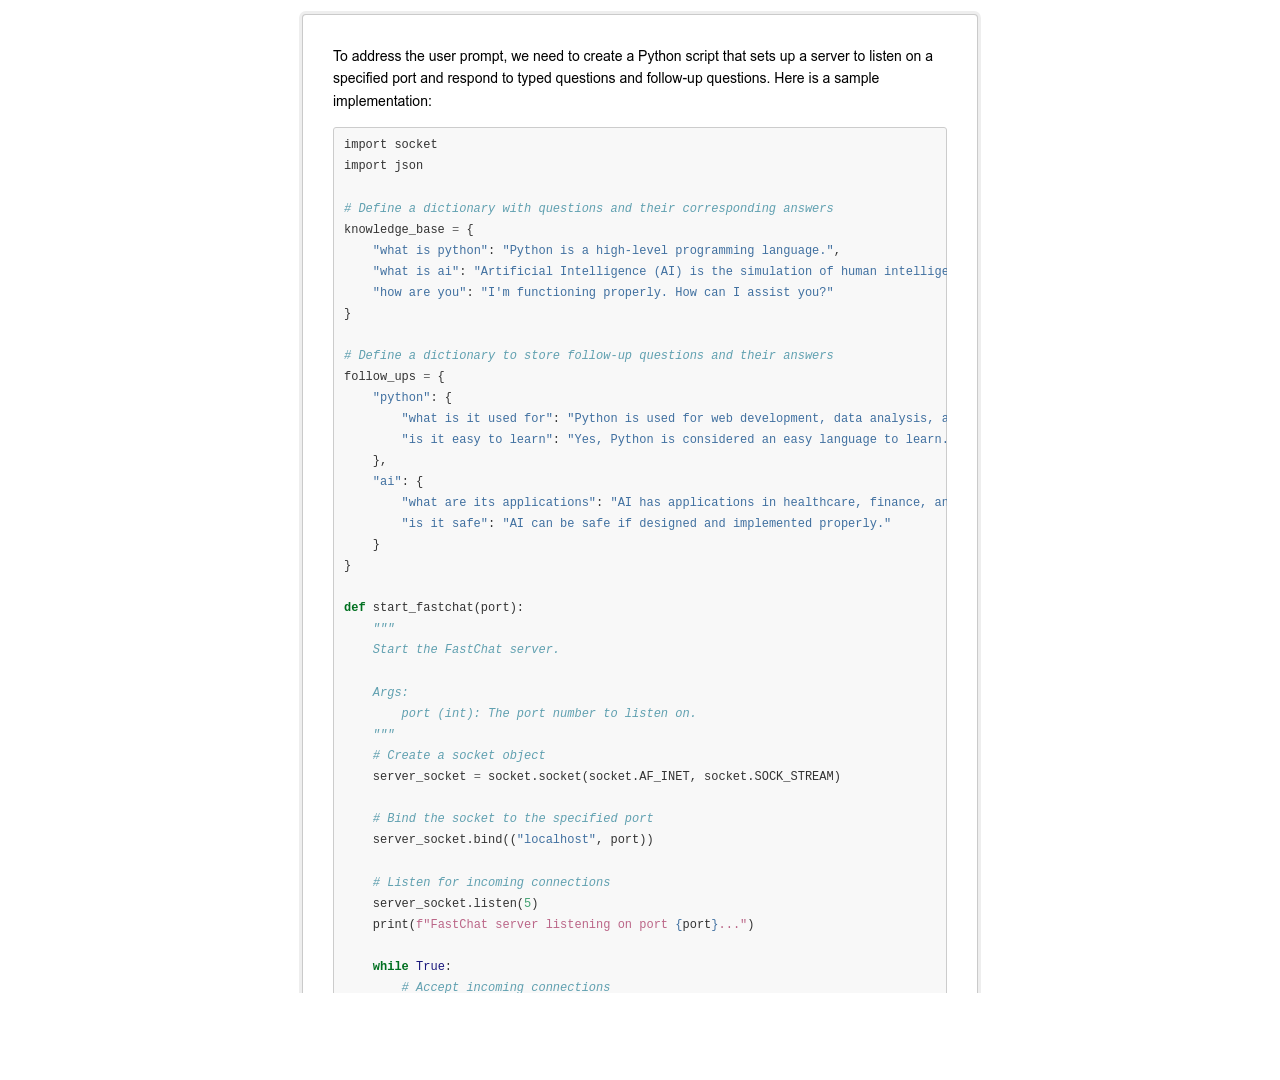 To address the user prompt, we need to create a Python script that sets up a server to listen on a
specified port and respond to typed questions and follow-up questions. Here is a sample
implementation:
import socket
import json
# Define a dictionary with questions and their corresponding answers
knowledge_base = {
    "what is python": "Python is a high-level programming language.",
    "what is ai": "Artificial Intelligence (AI) is the simulation of human intellige
    "how are you": "I'm functioning properly. How can I assist you?"
}
# Define a dictionary to store follow-up questions and their answers
follow_ups = {
    "python": {
        "what is it used for": "Python is used for web development, data analysis, a
        "is it easy to learn": "Yes, Python is considered an easy language to learn.
    },
    "ai": {
        "what are its applications": "AI has applications in healthcare, finance, an
        "is it safe": "AI can be safe if designed and implemented properly."
    }
}
def start_fastchat(port):
    """
    Start the FastChat server.
    Args:
        port (int): The port number to listen on.
    """
    # Create a socket object
    server_socket = socket.socket(socket.AF_INET, socket.SOCK_STREAM)
    # Bind the socket to the specified port
    server_socket.bind(("localhost", port))
    # Listen for incoming connections
    server_socket.listen(5)
    print(f"FastChat server listening on port {port}...")
    while True:
        # Accept incoming connections